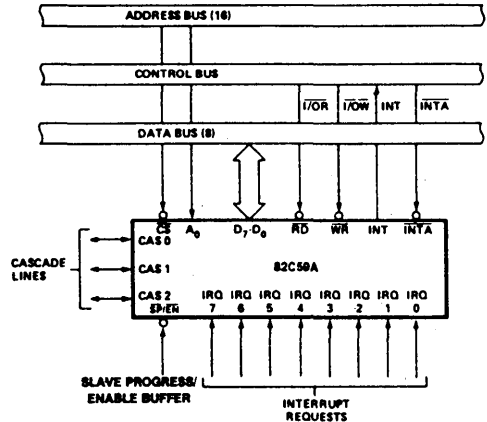 ADDRESS BUS (16)
CONTROL BUS
I/OR I/OW INT INTA
DATA BUS (8)
CS A0 D7-D0 RD WR INT INTA
CAS 0
CASCADE LINES
CAS 1
82C59A
CAS 2
IRQ IRQ IRQ IRQ IRQ IRQ IRQ IRQ
SP/EN 7 6 5 4 3 2 1 0
SLAVE PROGRESS/
ENABLE BUFFER
INTERRUPT
REQUESTS